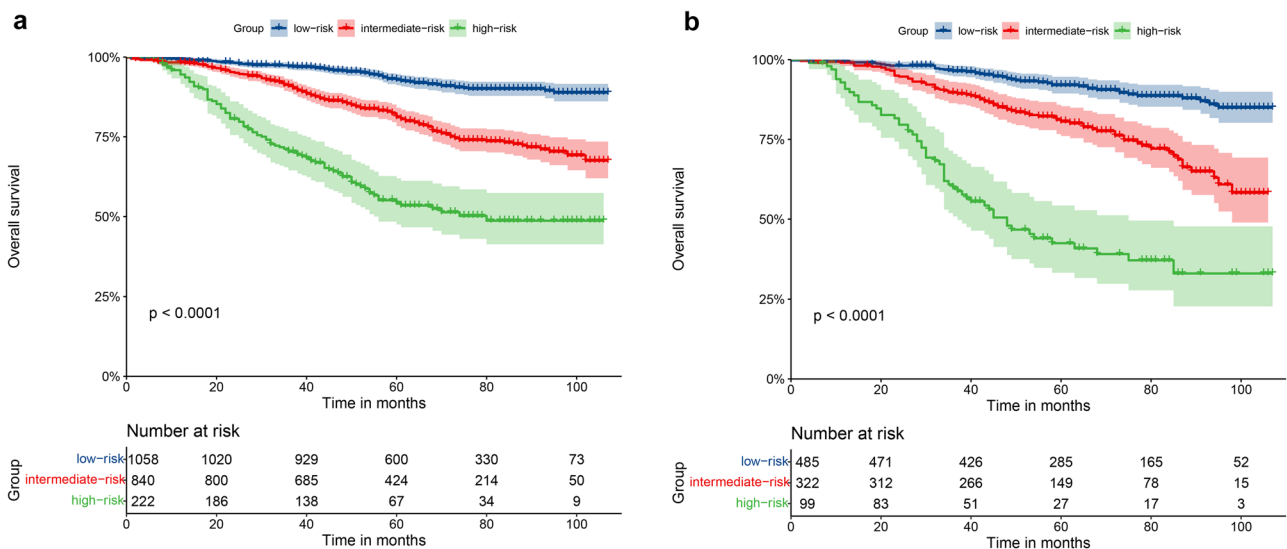 a
Group low-risk intermediate-risk high-risk
100%
75%
50%
25%
0%
Overall survival
p < 0.0001
0 20 40 60 80 100
Time in months
Number at risk
Group
low-risk 1058 1020 929 600 330 73
intermediate-risk 840 800 685 424 214 50
high-risk 222 186 138 67 34 9
0 20 40 60 80 100
Time in months
b
Group low-risk intermediate-risk high-risk
100%
75%
50%
25%
0%
Overall survival
p < 0.0001
0 20 40 60 80 100
Time in months
Number at risk
Group
low-risk 485 471 426 285 165 52
intermediate-risk 322 312 266 149 78 15
high-risk 99 83 51 27 17 3
0 20 40 60 80 100
Time in months